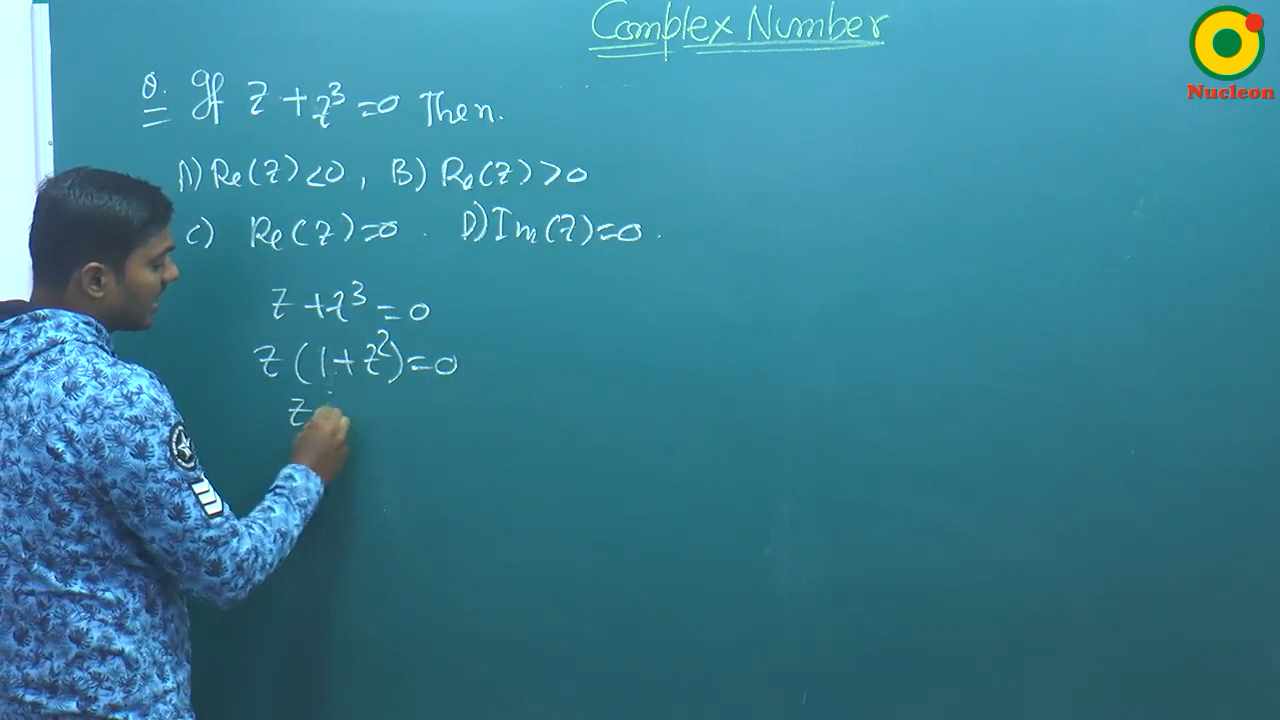 Complex Number
Nucleon
Q. If z + z³ = 0 Then.
A) Re(z) < 0 , B) Re(z) > 0
C) Re(z) = 0 . D) Im(z) = 0 .
z + z³ = 0
z (1 + z²) = 0
z